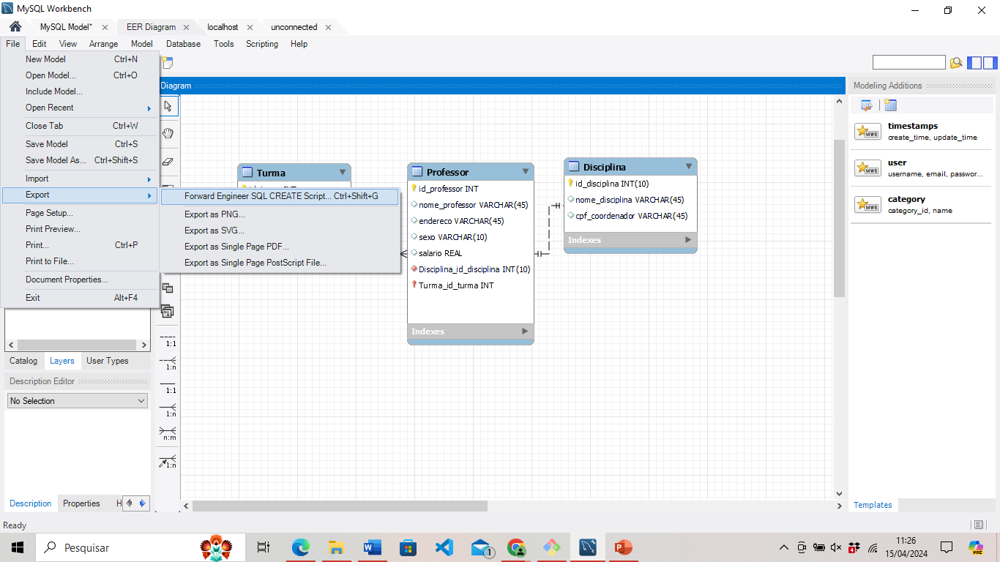 MySQL Workbench
MySQL Model*
EER Diagram
localhost
unconnected
File Edit View Arrange Model Database Tools Scripting Help
New Model Ctrl+N
Open Model... Ctrl+O
Include Model...
Open Recent
Close Tab Ctrl+W
Save Model Ctrl+S
Save Model As... Ctrl+Shift+S
Import
Export
Page Setup...
Print Preview...
Print... Ctrl+P
Print to File...
Document Properties...
Exit Alt+F4
Forward Engineer SQL CREATE Script... Ctrl+Shift+G
Export as PNG...
Export as SVG...
Export as Single Page PDF...
Export as Single Page PostScript File...
Diagram
Turma
Professor
id_professor INT
nome_professor VARCHAR(45)
endereco VARCHAR(45)
sexo VARCHAR(10)
salario REAL
Disciplina_id_disciplina INT(10)
Turma_id_turma INT
Indexes
Disciplina
id_disciplina INT(10)
nome_disciplina VARCHAR(45)
cpf_coordenador VARCHAR(45)
Indexes
1:1
1:n
1:1
1:n
n:m
1:n
Modeling Additions
MWB
timestamps
create_time, update_time
MWB
user
username, email, passwor...
MWB
category
category_id, name
Templates
Catalog Layers User Types
Description Editor
No Selection
Description Properties H
Ready
Pesquisar
1
11:26
15/04/2024
PRE